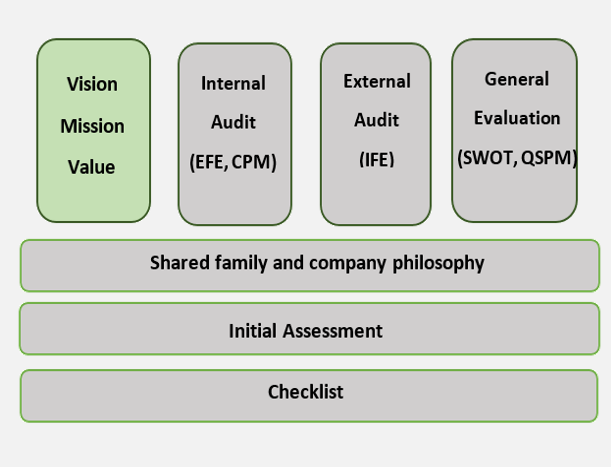 Vision
Mission
Value
Internal
Audit
(EFE, CPM)
External
Audit
(IFE)
General
Evaluation
(SWOT, QSPM)
Shared family and company philosophy
Initial Assessment
Checklist